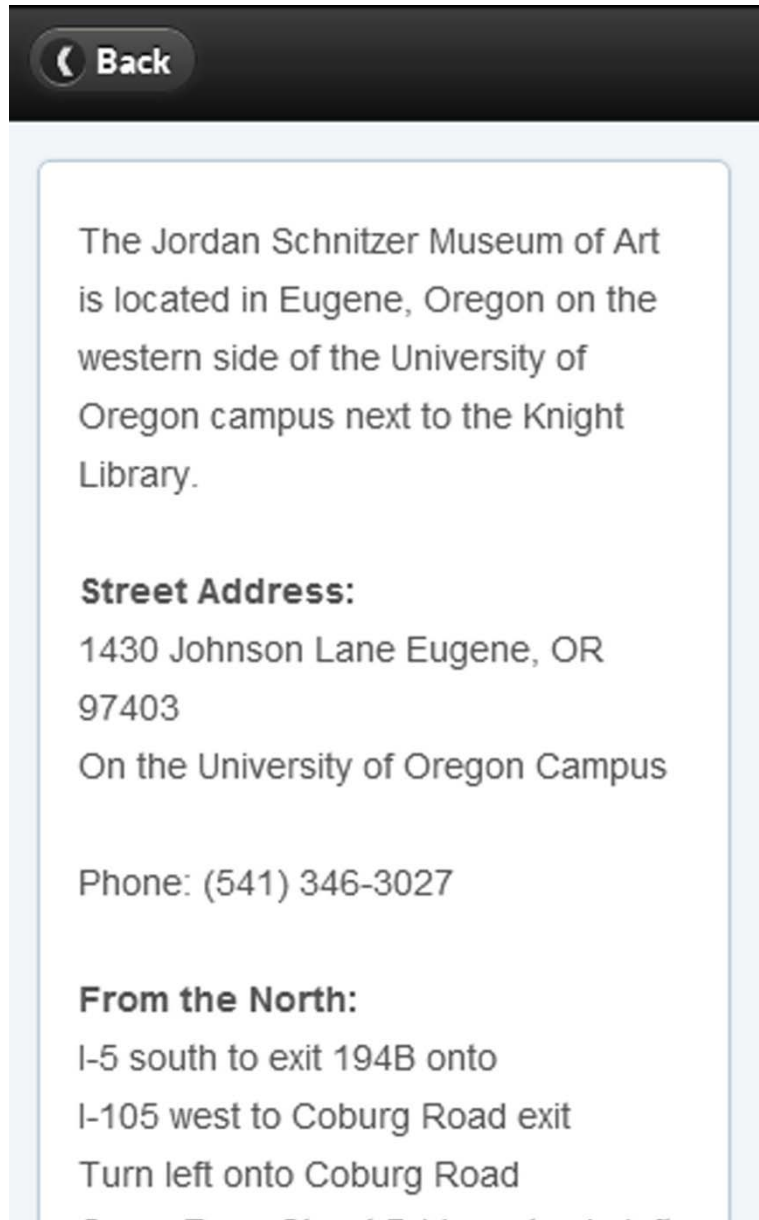 Back
The Jordan Schnitzer Museum of Art
is located in Eugene, Oregon on the
western side of the University of
Oregon campus next to the Knight
Library.
Street Address:
1430 Johnson Lane Eugene, OR
97403
On the University of Oregon Campus
Phone: (541) 346-3027
From the North:
I-5 south to exit 194B onto
I-105 west to Coburg Road exit
Turn left onto Coburg Road